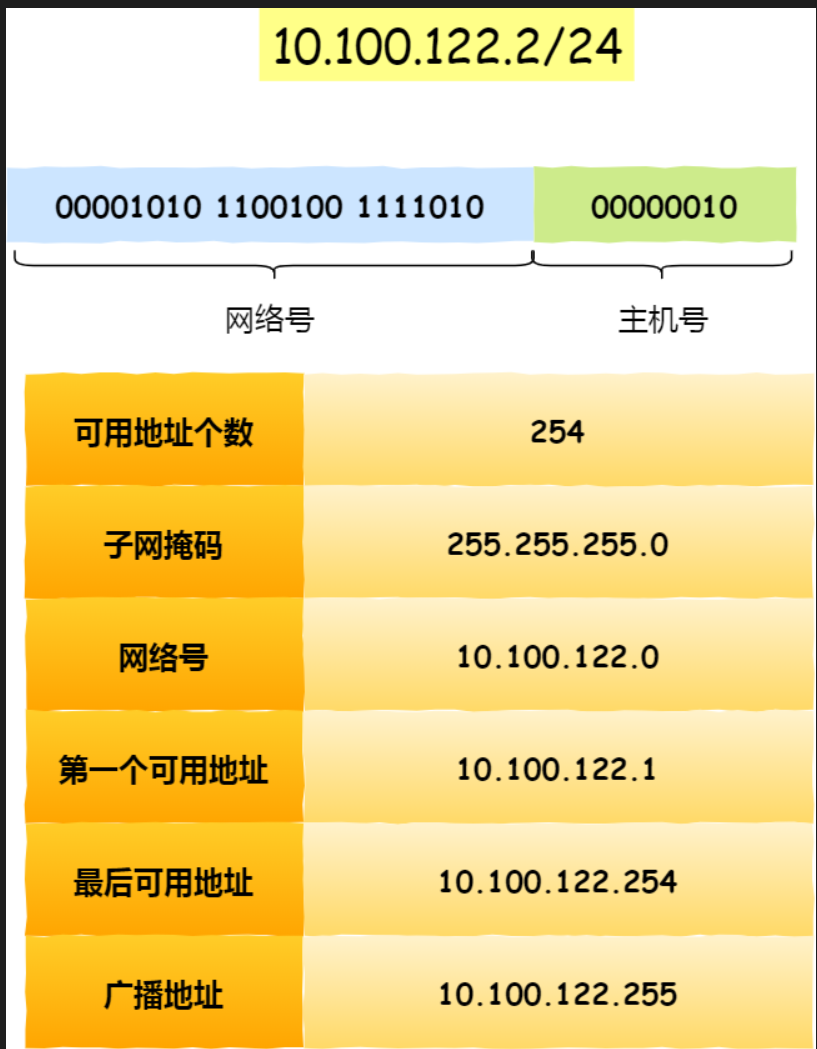 10.100.122.2/24
00001010 1100100 1111010 00000010
网络号 主机号
可用地址个数 254
子网掩码 255.255.255.0
网络号 10.100.122.0
第一个可用地址 10.100.122.1
最后可用地址 10.100.122.254
广播地址 10.100.122.255